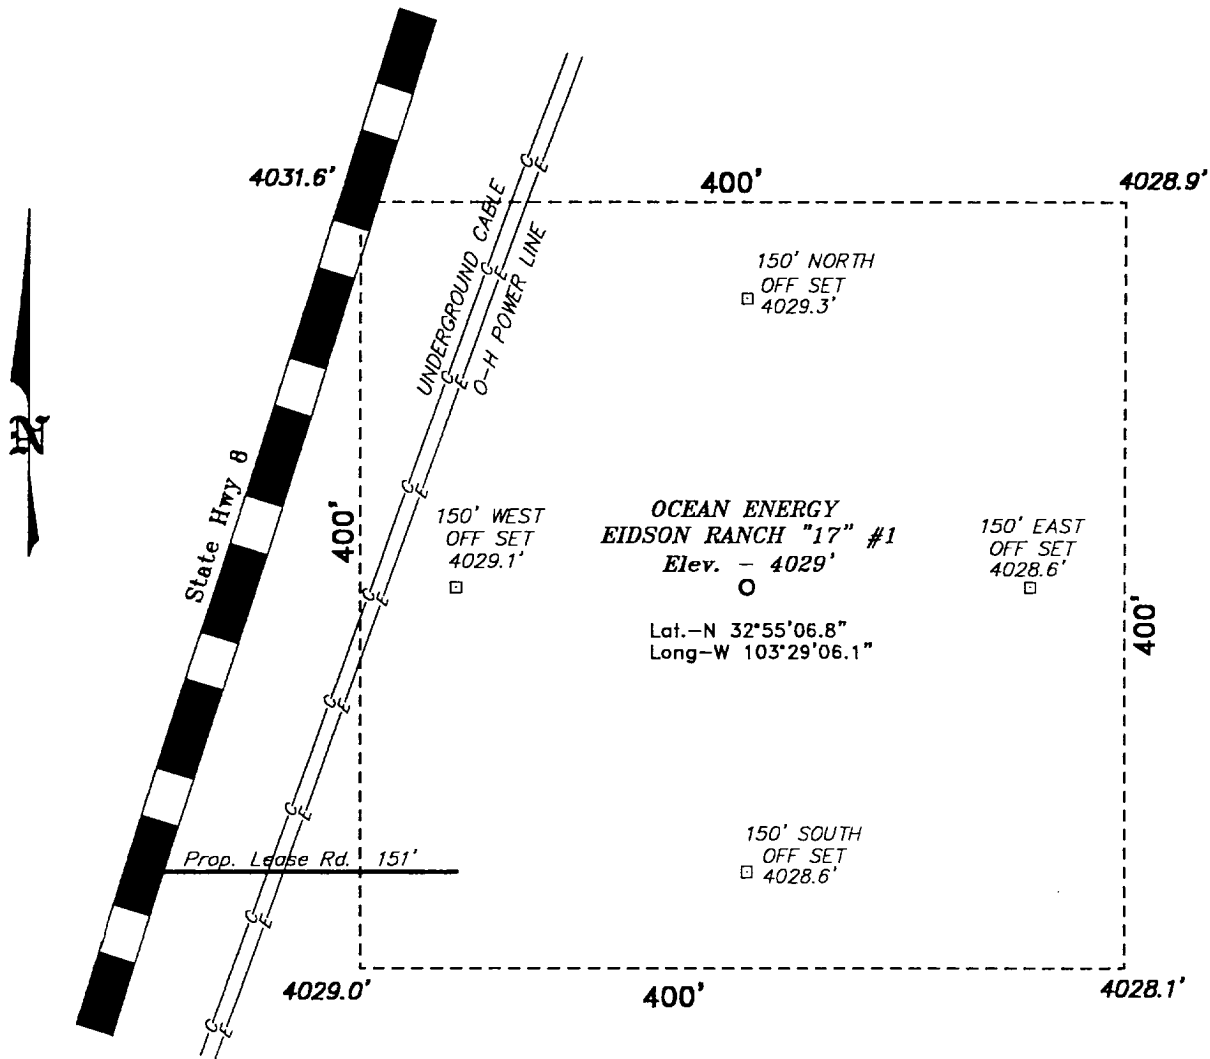 4031.6'
400'
4028.9'
UNDERGROUND CABLE
O-H POWER LINE
150' NORTH
OFF SET
4029.3'
N
State Hwy 8
400'
150' WEST
OFF SET
4029.1'
OCEAN ENERGY
EIDSON RANCH "17" #1
Elev. - 4029'
Lat.-N 32°55'06.8"
Long-W 103°29'06.1"
150' EAST
OFF SET
4028.6'
400'
Prop. Lease Rd. 151'
150' SOUTH
OFF SET
4028.6'
4029.0'
400'
4028.1'
C E
C E
C E
C E
C E
C E
C E
C E
C E